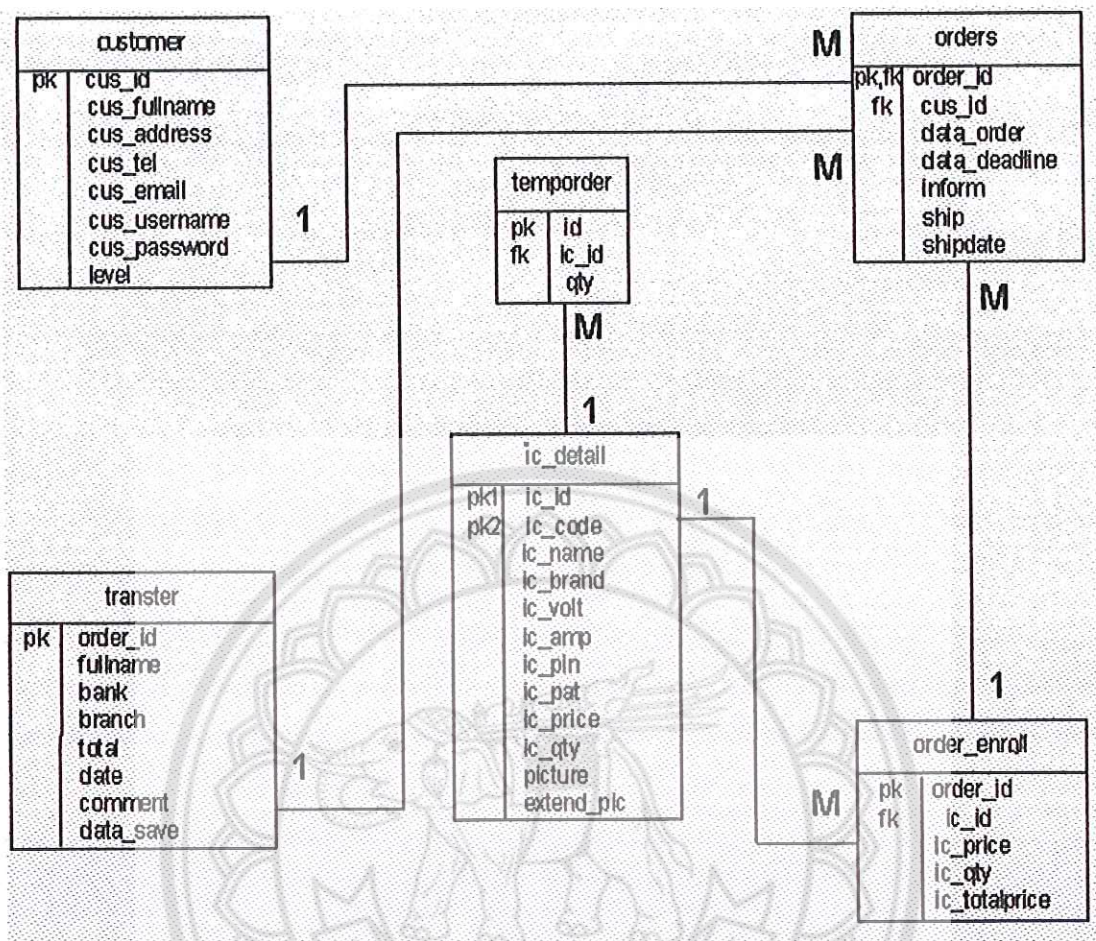 customer
pk cus_id
cus_fullname
cus_address
cus_tel
cus_email
cus_username
cus_password
level
1
M
orders
pk,fk order_id
fk cus_id
data_order
data_deadline
inform
ship
shipdate
M
M
temporder
pk id
fk ic_id
qty
M
1
ic_detail
pk1 ic_id
pk2 ic_code
ic_name
ic_brand
ic_volt
ic_amp
ic_pin
ic_pat
ic_price
ic_qty
picture
extend_pic
1
transter
pk order_id
fullname
bank
branch
total
date
comment
data_save
1
1
order_enroll
M
pk order_id
fk ic_id
ic_price
ic_qty
ic_totalprice